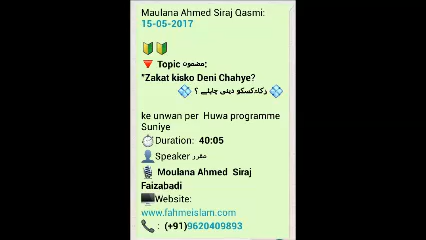 Maulana Ahmed Siraj Qasmi:
15-05-2017
Topic مضمون:
*Zakat kisko Deni Chahye?
زکات کسکو دینی چاہئے ؟
ke unwan per Huwa programme
Suniye
Duration: 40:05
Speaker مقرر
Moulana Ahmed Siraj
Faizabadi
Website:
www.fahmeislam.com
: (+91)9620409893